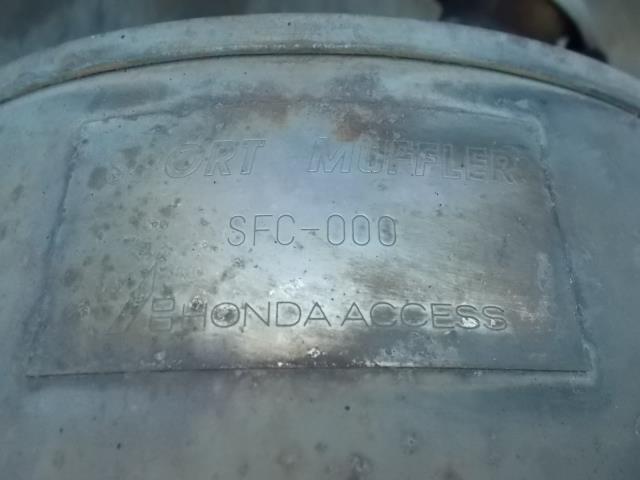 SPORT MUFFLER
SFC-000
HONDA ACCESS